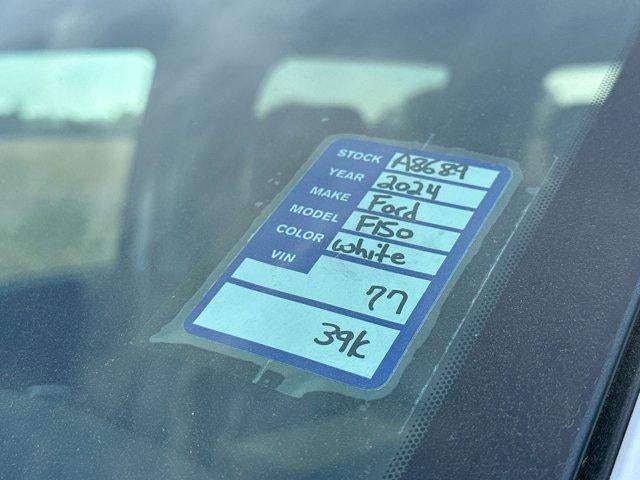 STOCK A8689
YEAR 2024
MAKE Ford
MODEL F150
COLOR white
VIN
77
39k